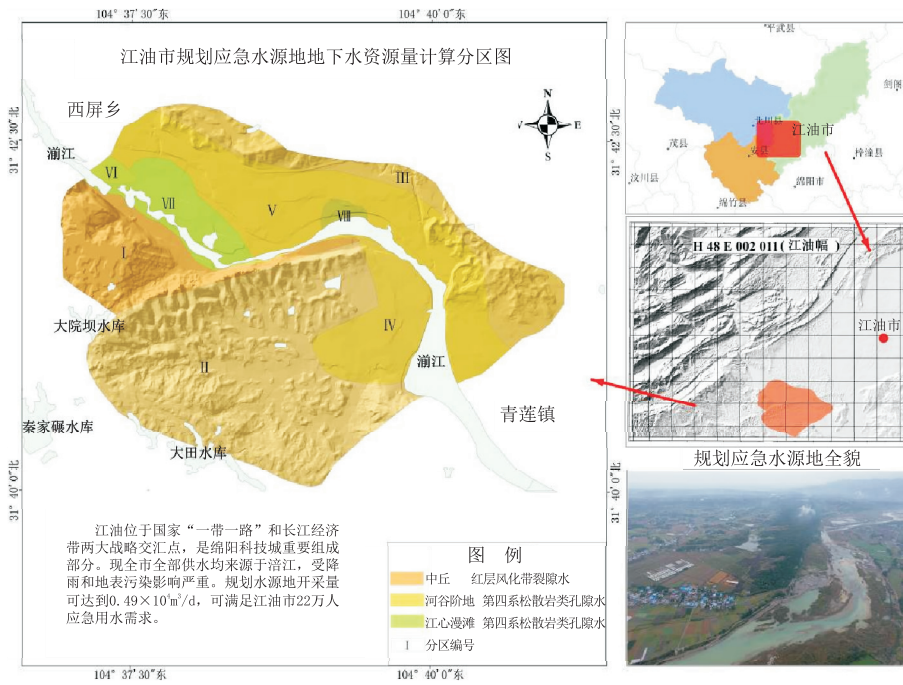 104° 37' 30"东
104° 40' 0"东
江油市规划应急水源地地下水资源量计算分区图
西屏乡
湔江
31° 42' 30"北
N
E
S
VI
VII
V
III
VIII
I
II
IV
大院坝水库
湔江
青莲镇
秦家碾水库
大田水库
31° 40' 0"北
江油位于国家“一带一路”和长江经济
带两大战略交汇点，是绵阳科技城重要组成
部分。现全市全部供水均来源于涪江，受降
雨和地表污染影响严重。规划水源地开采量
可达到0.49×10⁴m³/d，可满足江油市22万人
应急用水需求。
图 例
中丘 红层风化带裂隙水
河谷阶地 第四系松散岩类孔隙水
江心漫滩 第四系松散岩类孔隙水
I 分区编号
104° 37' 30"东
104° 40' 0"东
31° 42' 30"北
31° 40' 0"北
平武县
北川县
江油市
茂县
安县
梓潼县
汶川县
绵阳市
绵竹县
H 48 E 002 011(江油幅)
江油市
规划应急水源地全貌